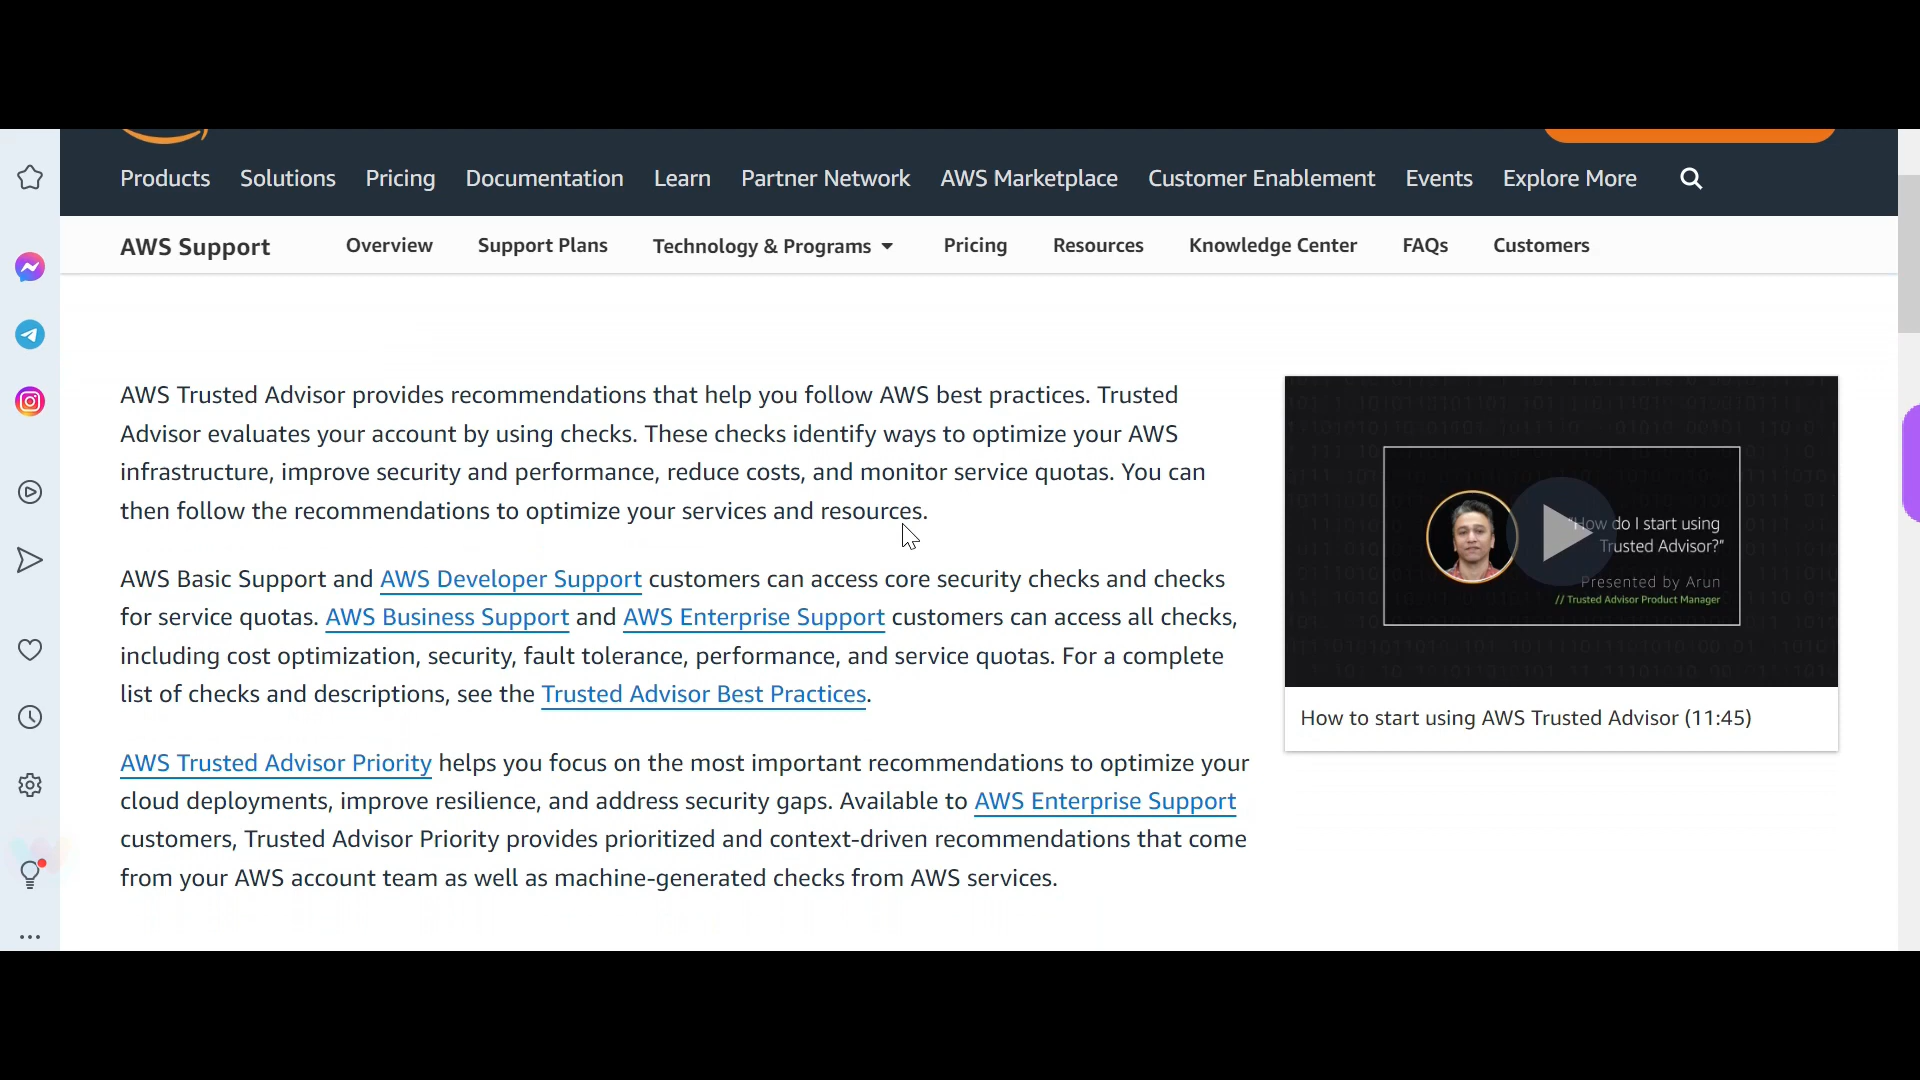 Products Solutions Pricing Documentation Learn Partner Network AWS Marketplace Customer Enablement Events Explore More
AWS Support Overview Support Plans Technology & Programs Pricing Resources Knowledge Center FAQs Customers
AWS Trusted Advisor provides recommendations that help you follow AWS best practices. Trusted
Advisor evaluates your account by using checks. These checks identify ways to optimize your AWS
infrastructure, improve security and performance, reduce costs, and monitor service quotas. You can
then follow the recommendations to optimize your services and resources.
AWS Basic Support and AWS Developer Support customers can access core security checks and checks
for service quotas. AWS Business Support and AWS Enterprise Support customers can access all checks,
including cost optimization, security, fault tolerance, performance, and service quotas. For a complete
list of checks and descriptions, see the Trusted Advisor Best Practices.
AWS Trusted Advisor Priority helps you focus on the most important recommendations to optimize your
cloud deployments, improve resilience, and address security gaps. Available to AWS Enterprise Support
customers, Trusted Advisor Priority provides prioritized and context-driven recommendations that come
from your AWS account team as well as machine-generated checks from AWS services.
"How do I start using
Trusted Advisor?"
Presented by Arun
// Trusted Advisor Product Manager
How to start using AWS Trusted Advisor (11:45)